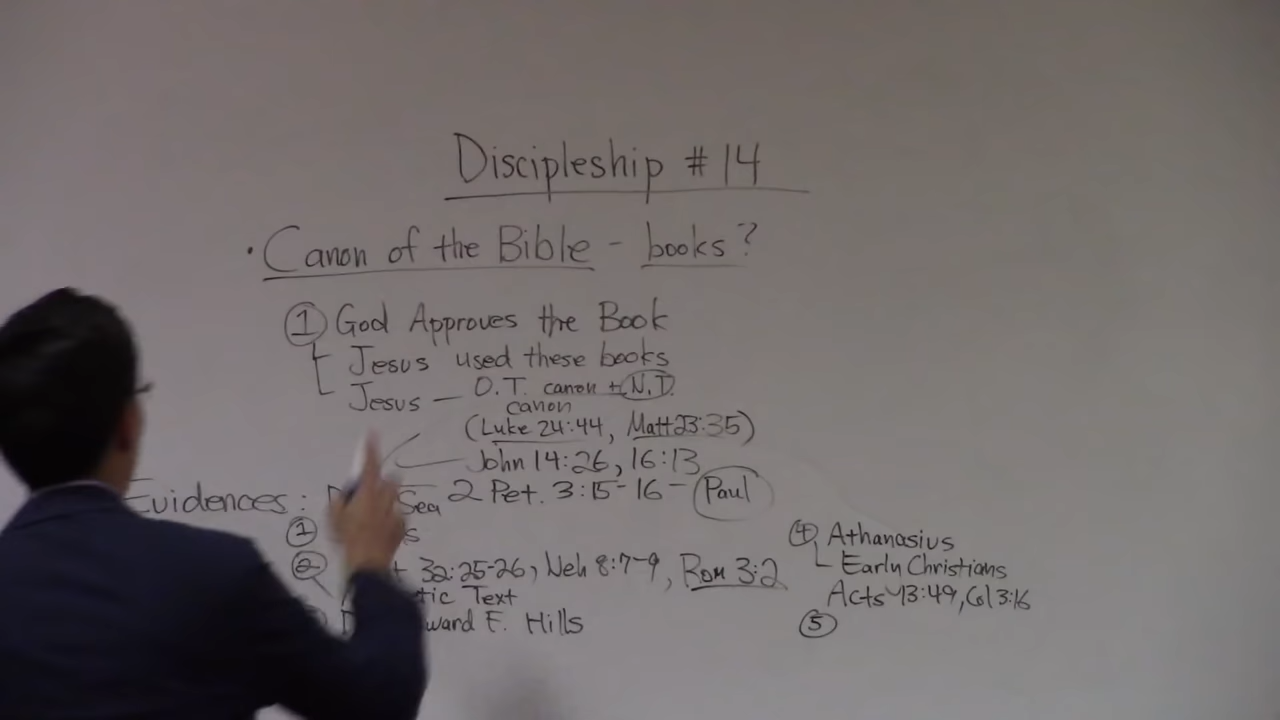 Discipleship #14
· Canon of the Bible - books?
① God Approves the Book
Jesus used these books
Jesus — O.T. canon + N.T.
canon
(Luke 24:44, Matt 23:35)
John 14:26, 16:13
2 Pet. 3:15-16 - Paul
Evidences: Sea
①
② 32:25-26, Neh 8:7-9, Rom 3:2
Text
E. Hills
④ Athanasius
Early Christians
Acts 13:49, Col 3:16
⑤